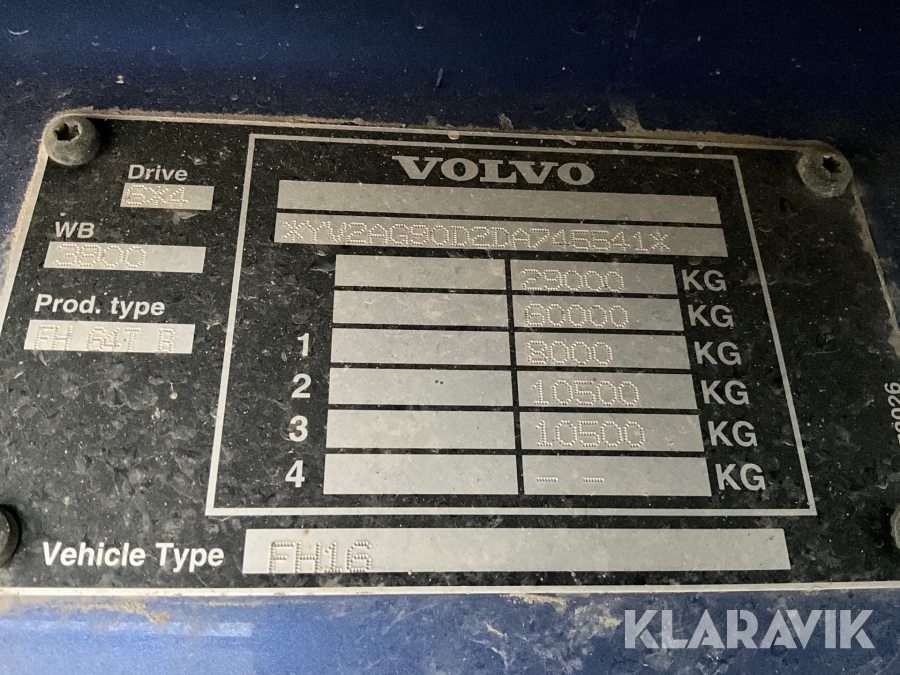 VOLVO
Drive
6X4
XYV2AG90D2DA745541X
WB
3900
29000 KG
60000 KG
Prod. type
FH 64T B
1 8000 KG
2 10500 KG
3 10500 KG
4 — — KG
Vehicle Type FH16
KLARAVIK